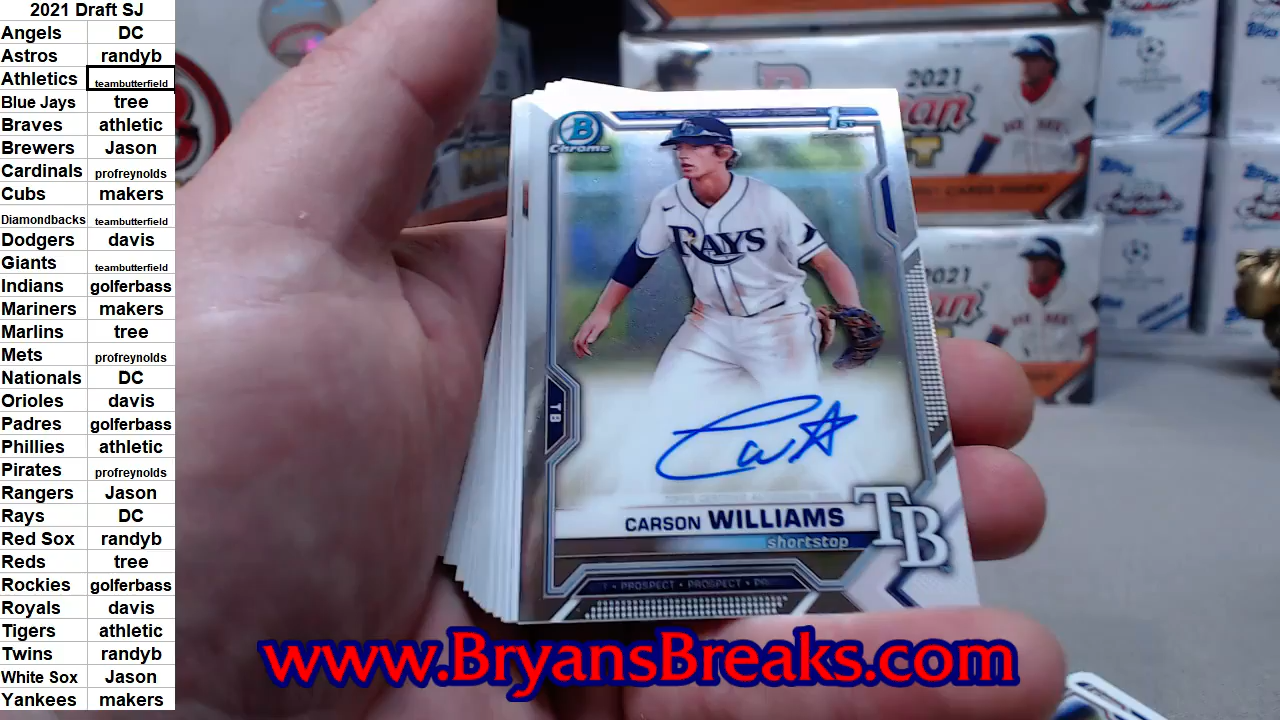 2021 Draft SJ
Angels DC
Astros randyb
Athletics teambutterfield
Blue Jays tree
Braves athletic
Brewers Jason
Cardinals profreynolds
Cubs makers
Diamondbacks teambutterfield
Dodgers davis
Giants teambutterfield
Indians golferbass
Mariners makers
Marlins tree
Mets profreynolds
Nationals DC
Orioles davis
Padres golferbass
Phillies athletic
Pirates profreynolds
Rangers Jason
Rays DC
Red Sox randyb
Reds tree
Rockies golferbass
Royals davis
Tigers athletic
Twins randyb
White Sox Jason
Yankees makers
B
Chrome
1ST
RAYS
TB
CARSON WILLIAMS
shortstop
TB
PROSPECT • PROSPECT
2021
2021
Topps
Topps
www.BryansBreaks.com